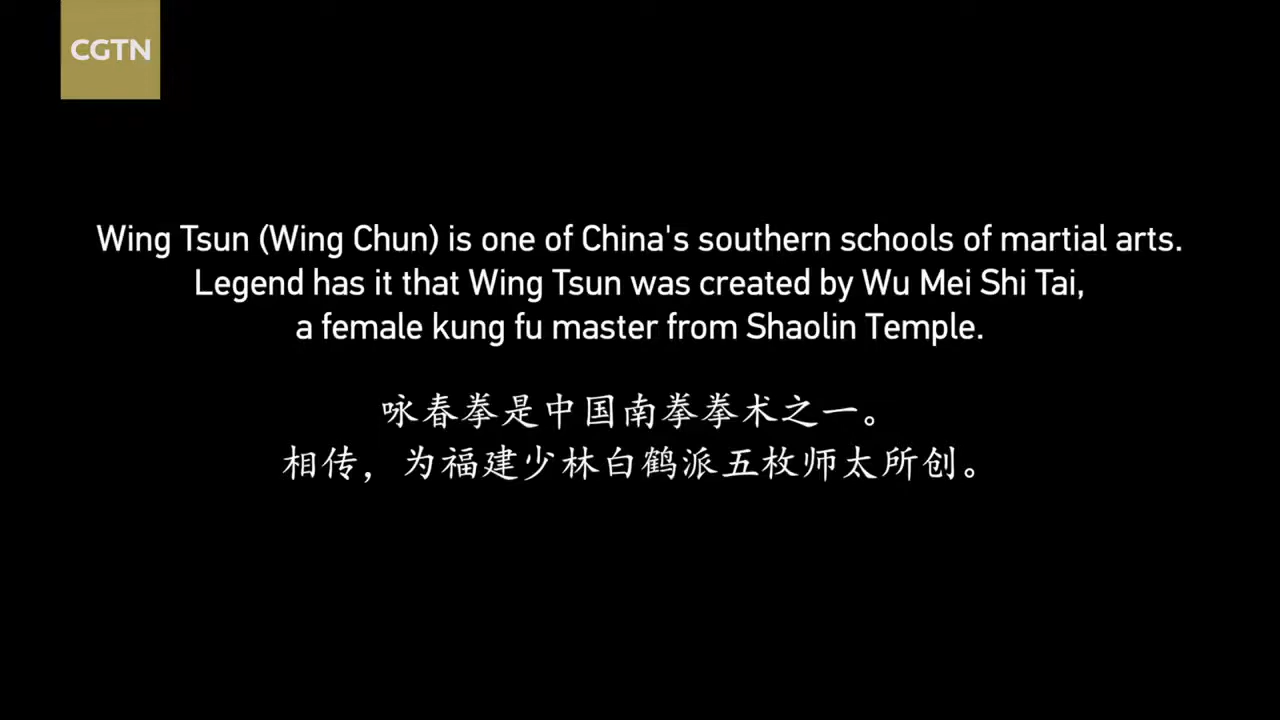 CGTN
Wing Tsun (Wing Chun) is one of China's southern schools of martial arts.
Legend has it that Wing Tsun was created by Wu Mei Shi Tai,
a female kung fu master from Shaolin Temple.
咏春拳是中国南拳拳术之一。
相传，为福建少林白鹤派五枚师太所创。